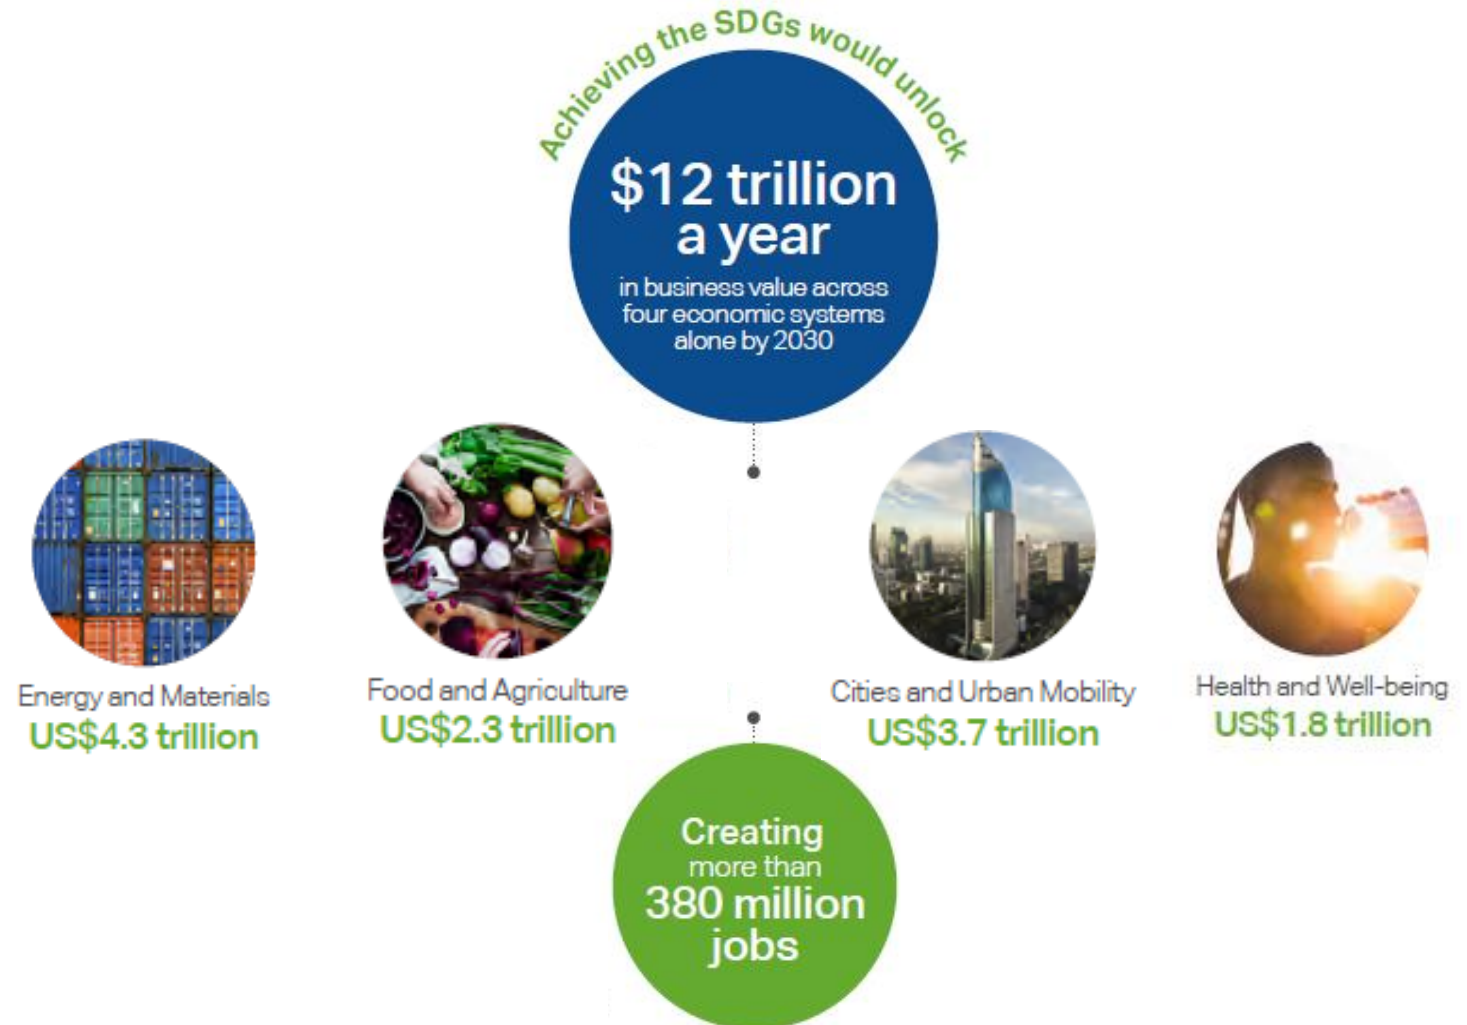 Achieving the SDGs would unlock
$12 trillion
a year
in business value across
four economic systems
alone by 2030
Energy and Materials
US$4.3 trillion
Food and Agriculture
US$2.3 trillion
Cities and Urban Mobility
US$3.7 trillion
Health and Well-being
US$1.8 trillion
Creating
more than
380 million
jobs